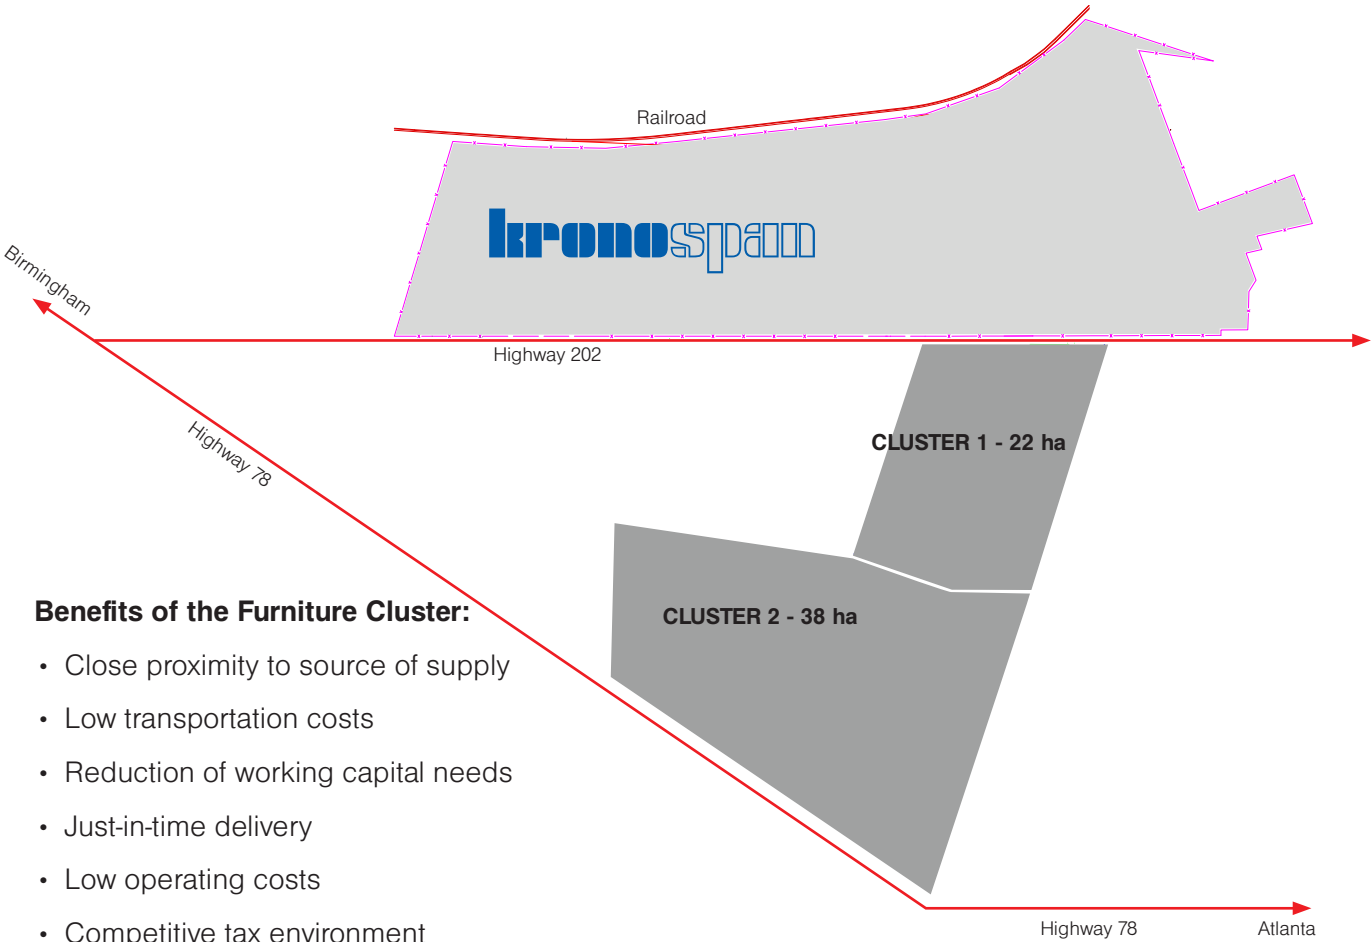 Railroad
kronospan
Birmingham
Highway 202
Highway 78
CLUSTER 1 - 22 ha
CLUSTER 2 - 38 ha
Benefits of the Furniture Cluster:
• Close proximity to source of supply
• Low transportation costs
• Reduction of working capital needs
• Just-in-time delivery
• Low operating costs
• Competitive tax environment
Highway 78
Atlanta